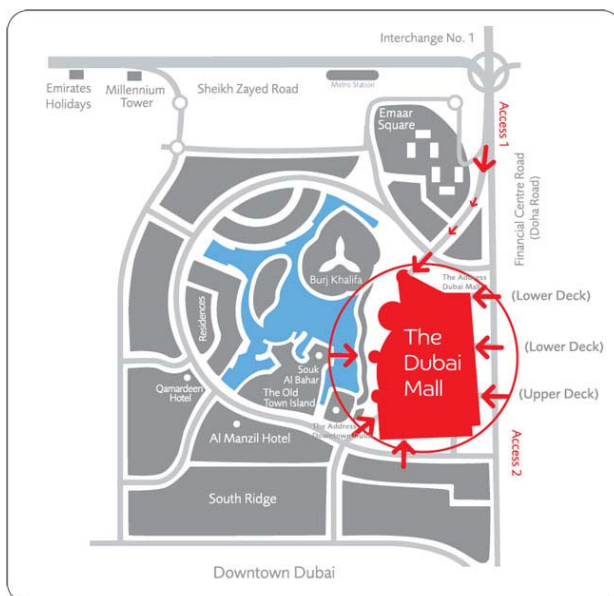 Interchange No. 1
Emirates
Holidays
Millennium
Tower
Sheikh Zayed Road
Metro Station
Emaar
Square
Access 1
Financial Centre Road
(Doha Road)
Burj Khalifa
The Address
Dubai Mall
(Lower Deck)
The
Dubai
Mall
(Lower Deck)
(Upper Deck)
Residences
Souk
Al Bahar
The Old
Town Island
Qamardeen
Hotel
The Address
Downtown
Al Manzil Hotel
Access 2
South Ridge
Downtown Dubai